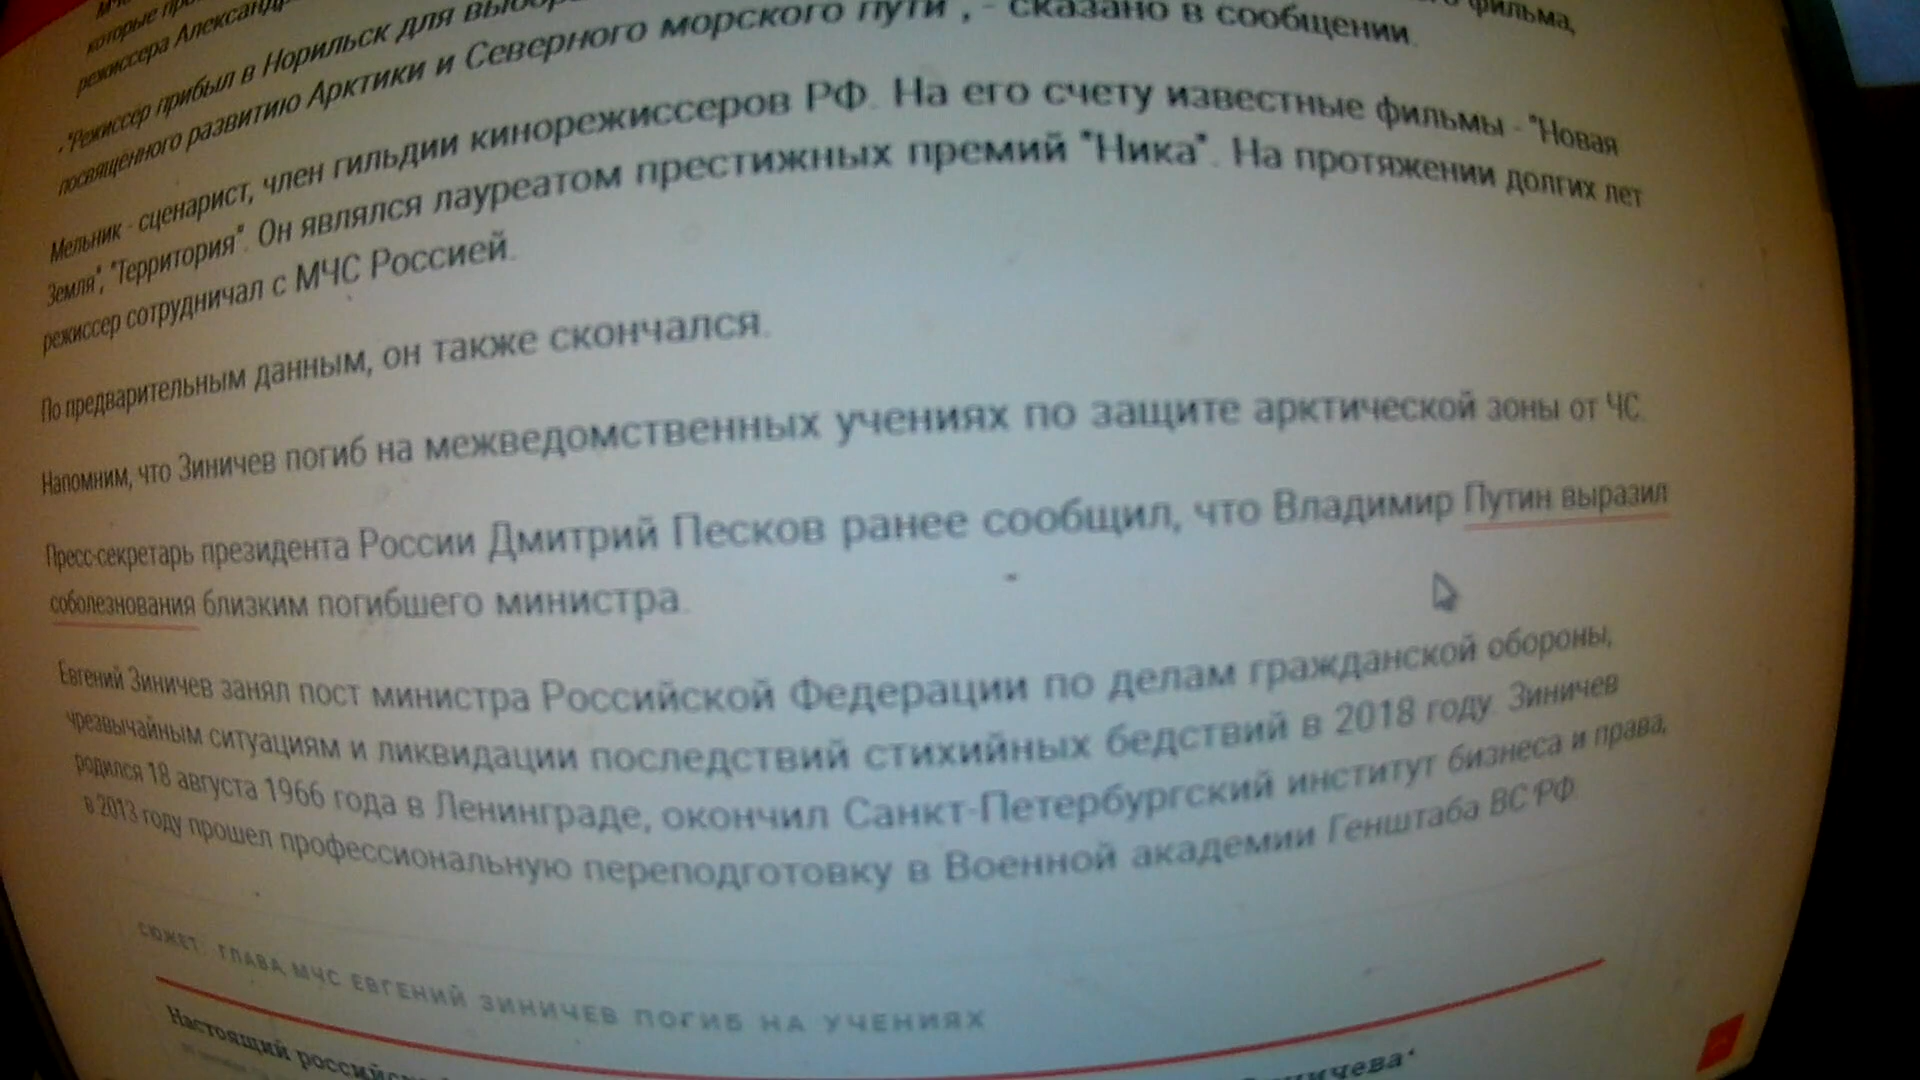 которые
режиссера Александр
фильма,
"Режиссер прибыл в Норильск для
посвященного развитию Арктики и Северного морского пути", - сказано в сообщении.
Мельник - сценарист, член гильдии кинорежиссеров РФ. На его счету известные фильмы - "Новая
Земля", "Территория". Он являлся лауреатом престижных премий "Ника". На протяжении долгих лет
режиссер сотрудничал с МЧС Россией.
По предварительным данным, он также скончался.
Напомним, что Зиничев погиб на межведомственных учениях по защите арктической зоны от ЧС.
Пресс-секретарь президента России Дмитрий Песков ранее сообщил, что Владимир Путин выразил
соболезнования близким погибшего министра.
Евгений Зиничев занял пост министра Российской Федерации по делам гражданской обороны,
чрезвычайным ситуациям и ликвидации последствий стихийных бедствий в 2018 году. Зиничев
родился 18 августа 1966 года в Ленинграде, окончил Санкт-Петербургский институт бизнеса и права,
в 2013 году прошел профессиональную переподготовку в Военной академии Генштаба ВС РФ.
СЮЖЕТ: ГЛАВА МЧС ЕВГЕНИЙ ЗИНИЧЕВ ПОГИБ НА УЧЕНИЯХ
Настоящий